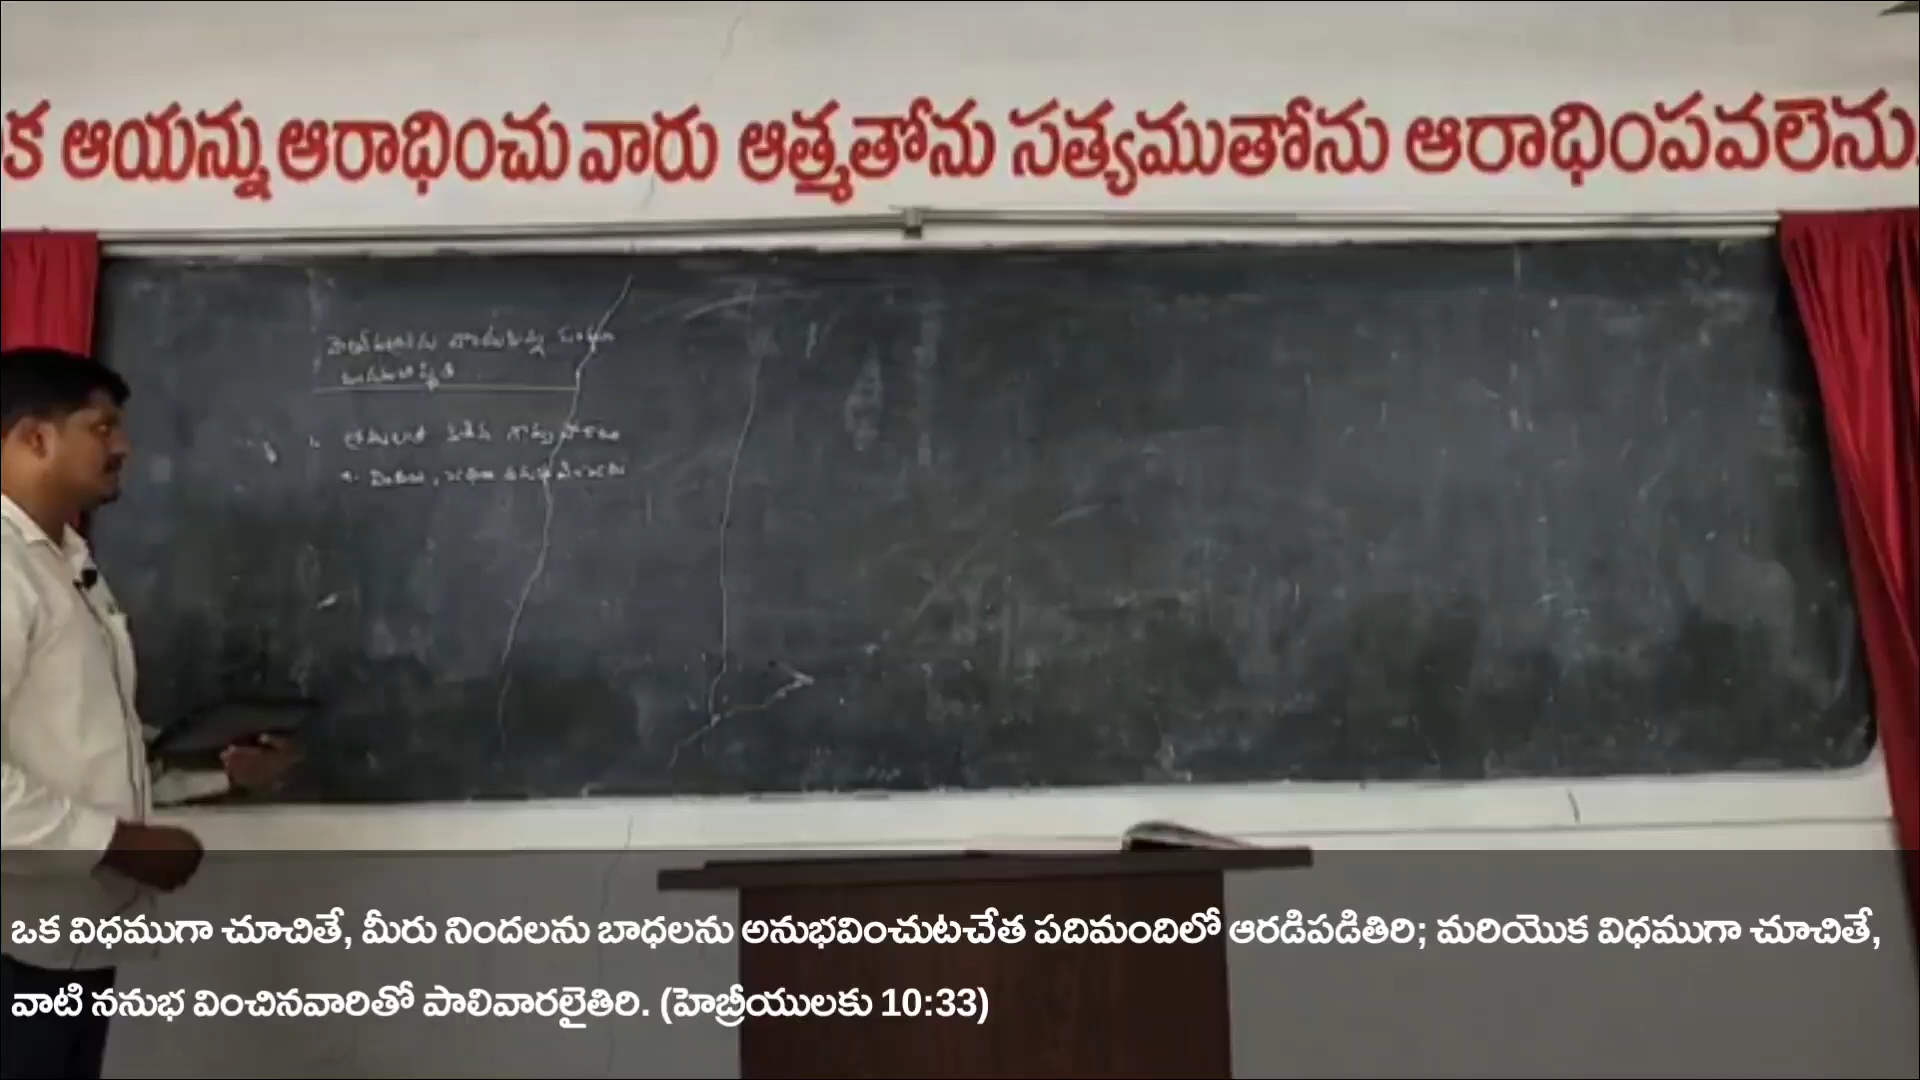 క ఆయన్ను ఆరాధించు వారు ఆత్మతోను సత్యముతోను ఆరాధింపవలెను.
ఒక విధముగా చూచితే, మీరు నిందలను బాధలను అనుభవించుటచేత పదిమందిలో ఆరడిపడితిరి; మరియొక విధముగా చూచితే,
వాటి ననుభ వించినవారితో పాలివారలైతిరి. (హెబ్రీయులకు 10:33)